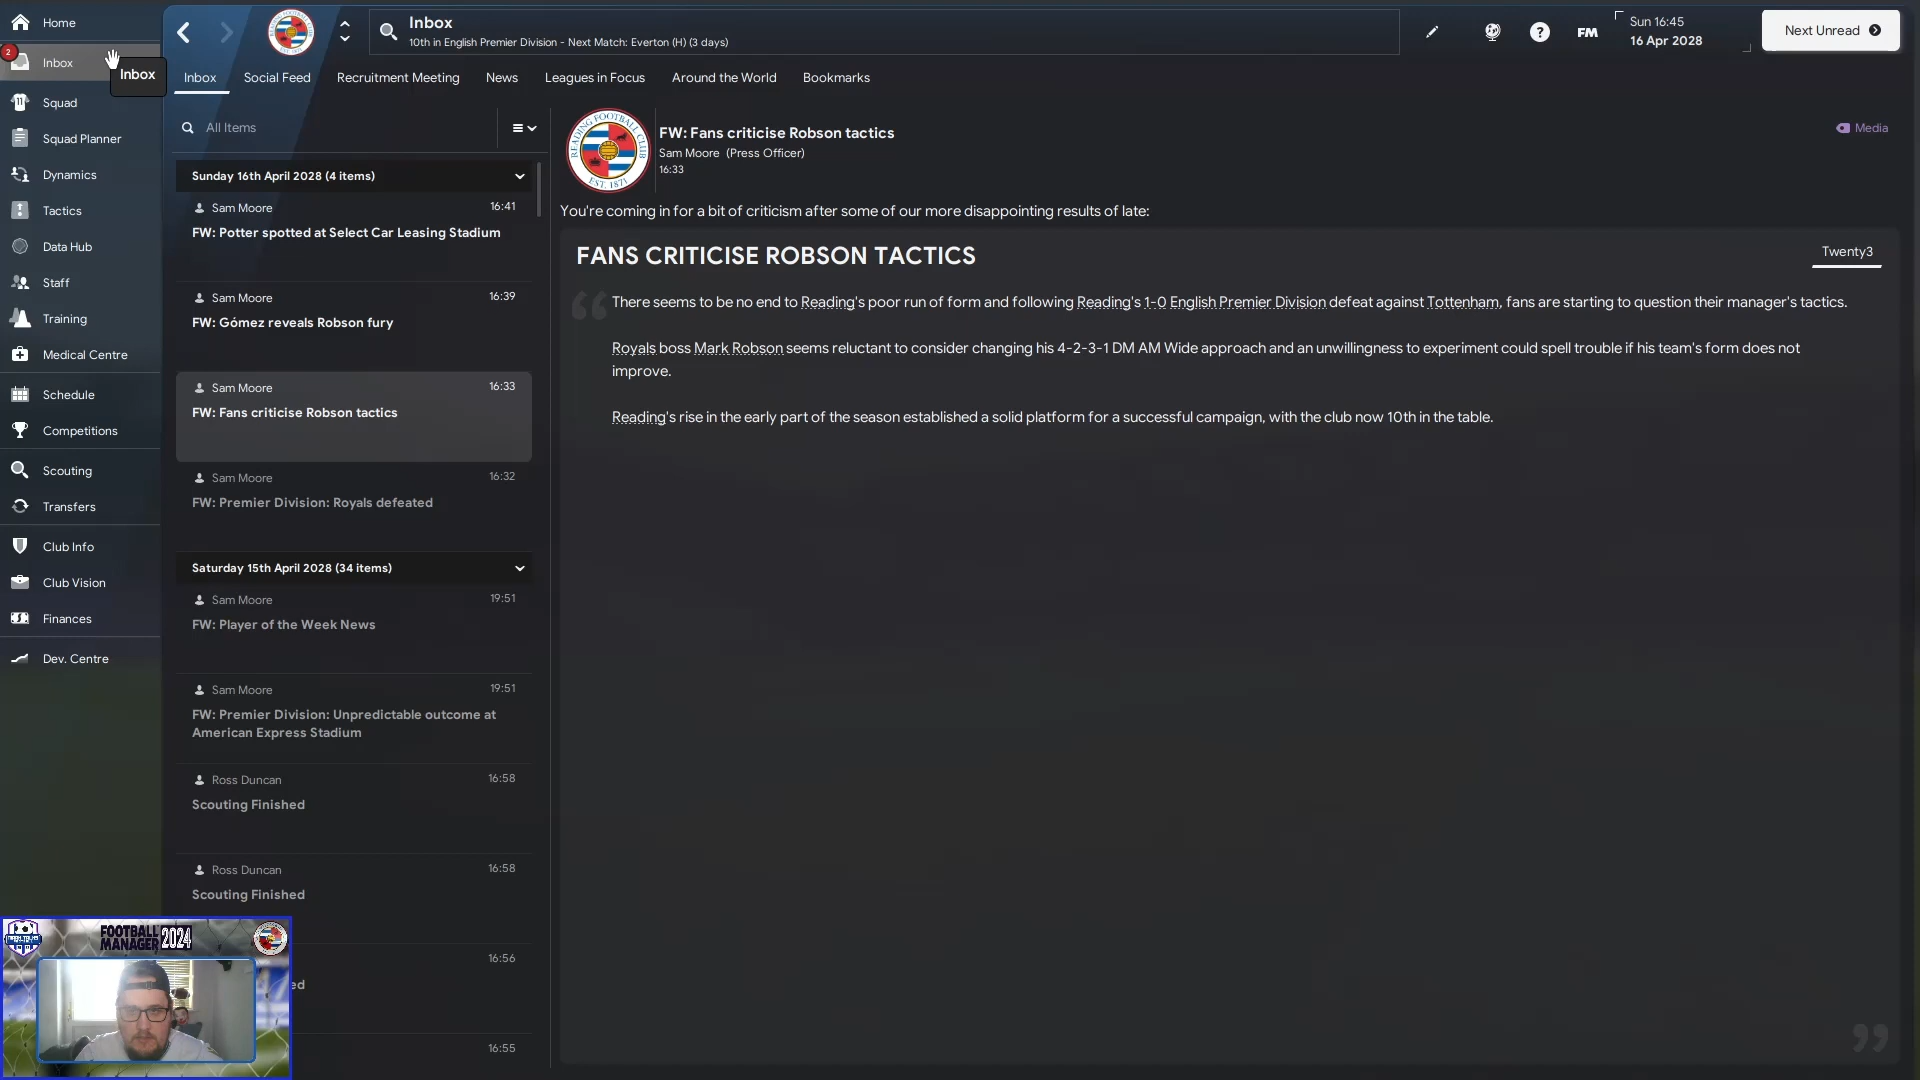 Home
Inbox
2
Inbox
Squad
Squad Planner
Dynamics
Tactics
Data Hub
Staff
Training
Medical Centre
Schedule
Competitions
Scouting
Transfers
Club Info
Club Vision
Finances
Dev. Centre
Inbox
10th in English Premier Division - Next Match: Everton (H) (3 days)
FM
Sun 16:45
16 Apr 2028
Next Unread
Inbox
Social Feed
Recruitment Meeting
News
Leagues in Focus
Around the World
Bookmarks
All Items
Sunday 16th April 2028 (4 items)
Sam Moore 16:41
FW: Potter spotted at Select Car Leasing Stadium
Sam Moore 16:39
FW: Gómez reveals Robson fury
Sam Moore 16:33
FW: Fans criticise Robson tactics
Sam Moore 16:32
FW: Premier Division: Royals defeated
Saturday 15th April 2028 (34 items)
Sam Moore 19:51
FW: Player of the Week News
Sam Moore 19:51
FW: Premier Division: Unpredictable outcome at
American Express Stadium
Ross Duncan 16:58
Scouting Finished
Ross Duncan 16:58
Scouting Finished
16:56
ed
16:55
READING FOOTBALL CLUB
EST. 1871
FW: Fans criticise Robson tactics
Sam Moore (Press Officer)
16:33
Media
You're coming in for a bit of criticism after some of our more disappointing results of late:
FANS CRITICISE ROBSON TACTICS
Twenty3
There seems to be no end to Reading's poor run of form and following Reading's 1-0 English Premier Division defeat against Tottenham, fans are starting to question their manager's tactics.
Royals boss Mark Robson seems reluctant to consider changing his 4-2-3-1 DM AM Wide approach and an unwillingness to experiment could spell trouble if his team's form does not
improve.
Reading's rise in the early part of the season established a solid platform for a successful campaign, with the club now 10th in the table.
FOOTBALL
MANAGER 2024